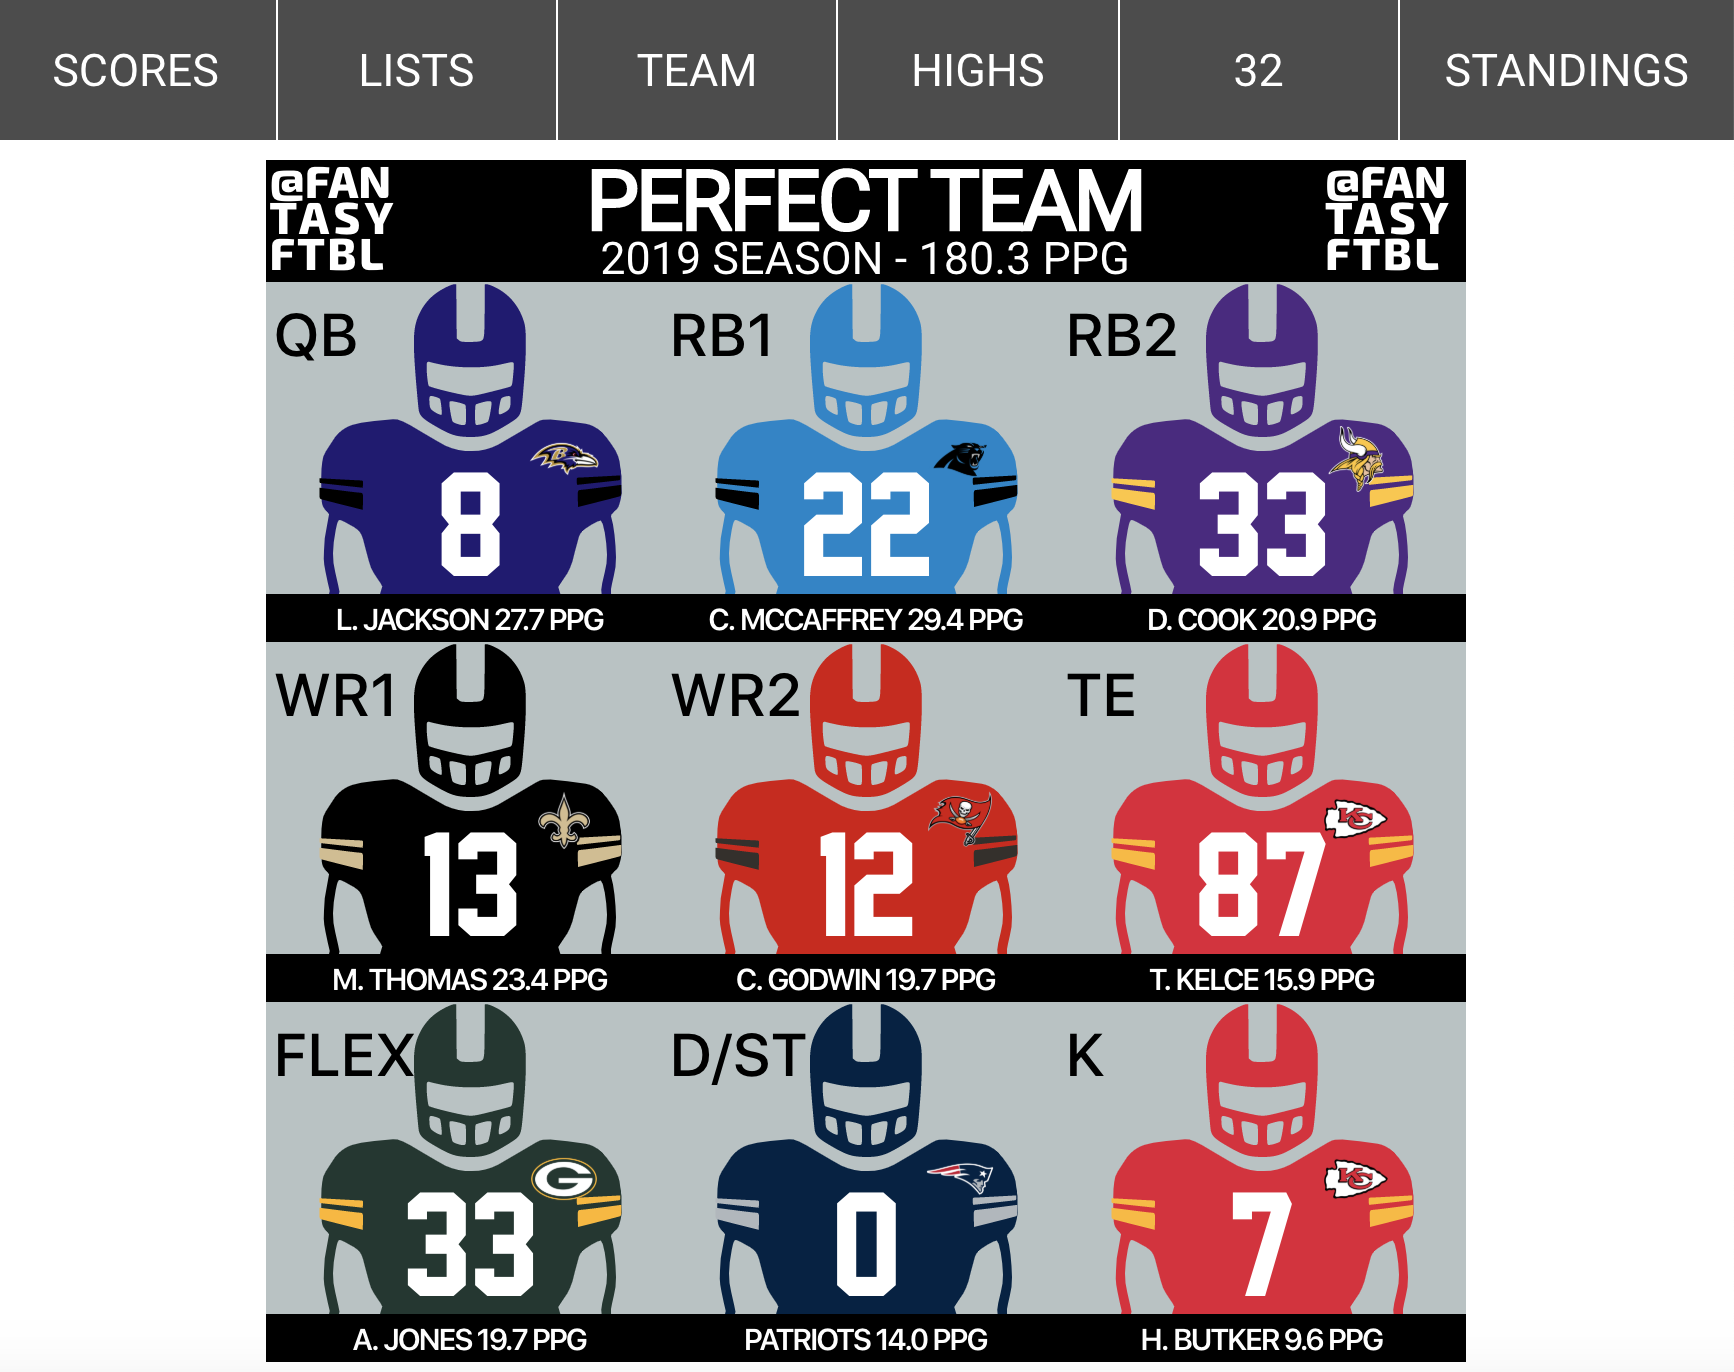 SCORES LISTS TEAM HIGHS 32 STANDINGS
@FAN
TASY
FTBL
PERFECT TEAM
2019 SEASON - 180.3 PPG
@FAN
TASY
FTBL
QB RB1 RB2
B
8 22 33
L. JACKSON 27.7 PPG C. MCCAFFREY 29.4 PPG D. COOK 20.9 PPG
WR1 WR2 TE
KC
13 12 87
M. THOMAS 23.4 PPG C. GODWIN 19.7 PPG T. KELCE 15.9 PPG
FLEX D/ST K
G KC
33 0 7
A. JONES 19.7 PPG PATRIOTS 14.0 PPG H. BUTKER 9.6 PPG